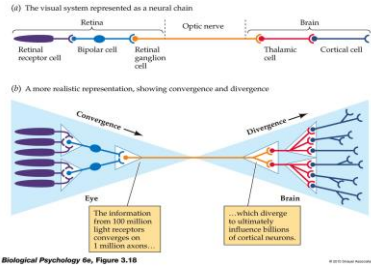 (a) The visual system represented as a neural chain
Retina
Optic nerve
Brain
Retinal
receptor cell
Bipolar cell
Retinal
ganglion
cell
Thalamic
cell
Cortical cell
(b) A more realistic representation, showing convergence and divergence
Convergence
Divergence
Eye
Brain
The information
from 100 million
light receptors
converges on
1 million axons…
…which diverge
to ultimately
influence billions
of cortical neurons.
Biological Psychology 6e, Figure 3.18
© 2010 Sinauer Associates